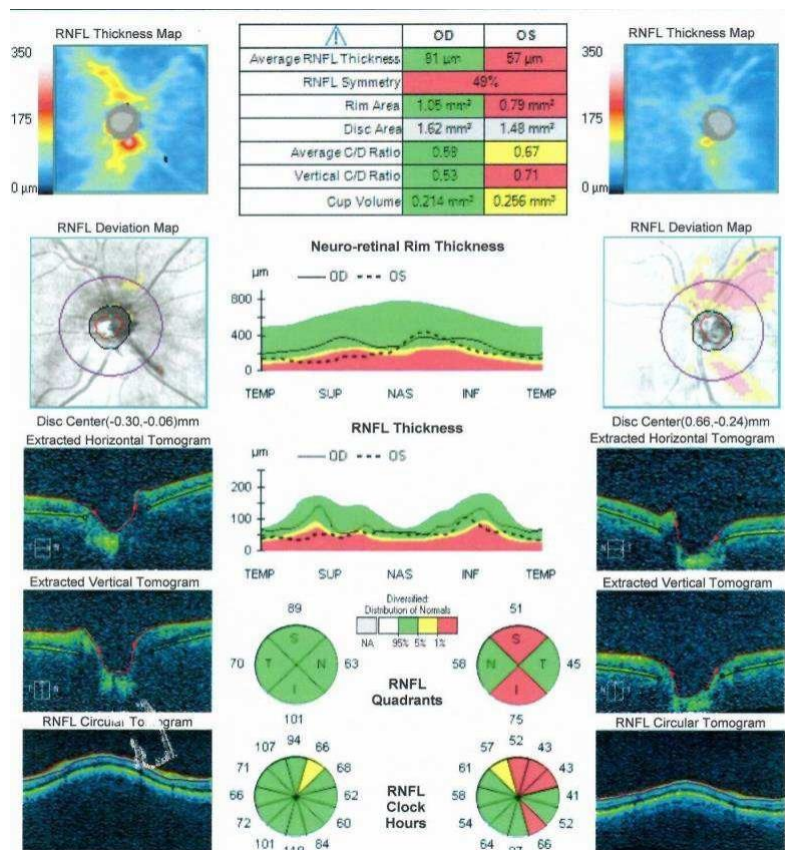 RNFL Thickness Map
350
175
0 µm
OD OS
Average RNFL Thickness 81 µm 57 µm
RNFL Symmetry 49%
Rim Area 1.05 mm² 0.79 mm²
Disc Area 1.62 mm² 1.48 mm²
Average C/D Ratio 0.59 0.67
Vertical C/D Ratio 0.53 0.71
Cup Volume 0.214 mm³ 0.256 mm³
RNFL Thickness Map
350
175
0 µm
RNFL Deviation Map
Disc Center(-0.30,-0.06)mm
Neuro-retinal Rim Thickness
µm OD OS
800
400
0
TEMP SUP NAS INF TEMP
RNFL Deviation Map
Disc Center(0.66,-0.24)mm
Extracted Horizontal Tomogram
RNFL Thickness
µm OD OS
200
100
0
TEMP SUP NAS INF TEMP
Extracted Horizontal Tomogram
Extracted Vertical Tomogram
Diversified:
Distribution of Normals
NA 95% 5% 1%
89
S
70 T N 63
I
101
RNFL
Quadrants
51
S
58 N T 45
I
75
Extracted Vertical Tomogram
RNFL Circular Tomogram
94
107 66
71 68
66 62
72 60
101 84
RNFL
Clock
Hours
52
57 43
61 43
58 41
54 52
64 66
97
RNFL Circular Tomogram